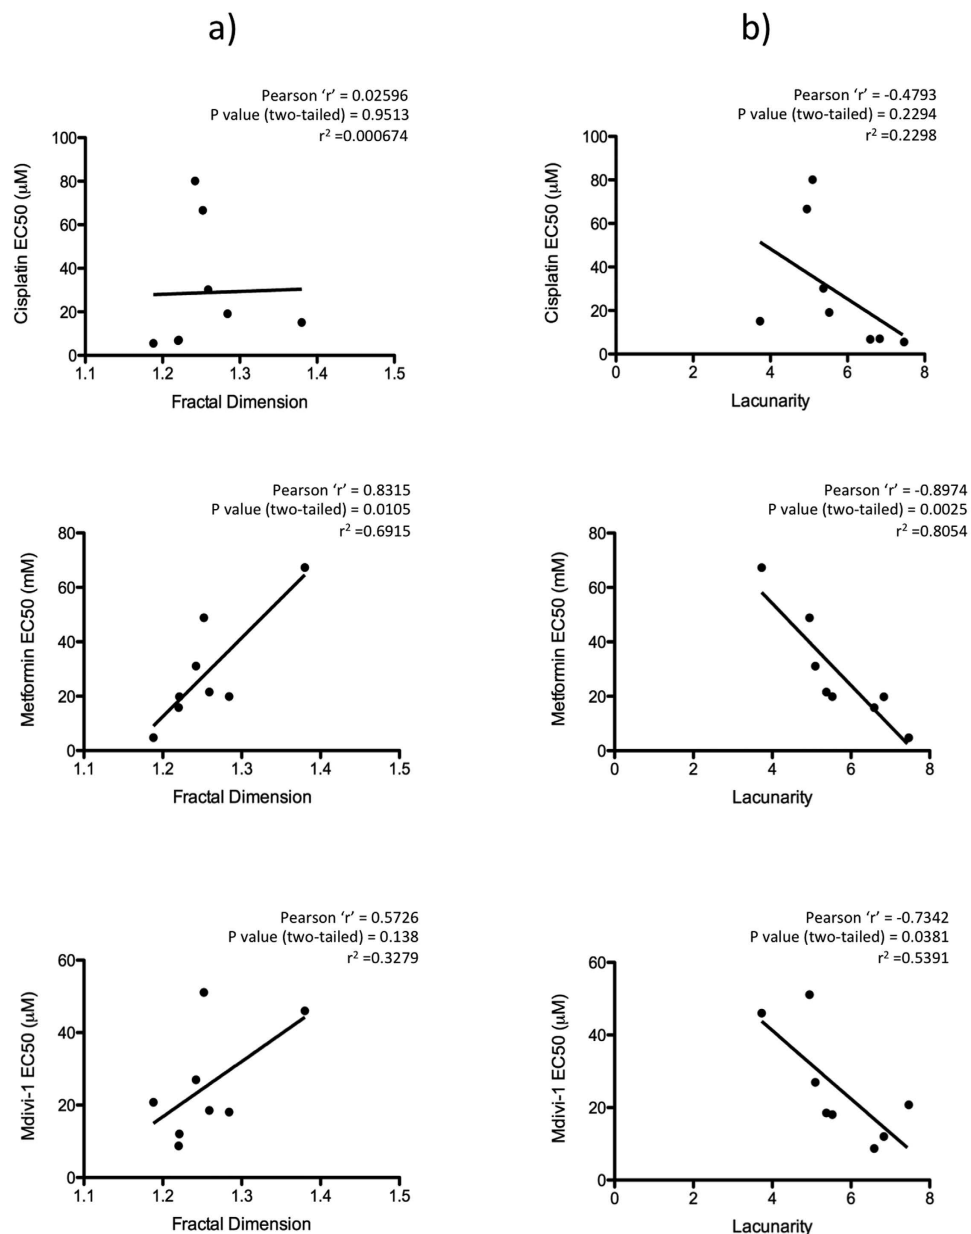 a)
Pearson ‘r’ = 0.02596
P value (two-tailed) = 0.9513
r² =0.000674
100
80
60
40
20
0
Cisplatin EC50 (μM)
1.1 1.2 1.3 1.4 1.5
Fractal Dimension
b)
Pearson ‘r’ = -0.4793
P value (two-tailed) = 0.2294
r² =0.2298
100
80
60
40
20
0
Cisplatin EC50 (μM)
0 2 4 6 8
Lacunarity
Pearson ‘r’ = 0.8315
P value (two-tailed) = 0.0105
r² =0.6915
80
60
40
20
0
Metformin EC50 (mM)
1.1 1.2 1.3 1.4 1.5
Fractal Dimension
Pearson ‘r’ = -0.8974
P value (two-tailed) = 0.0025
r² =0.8054
80
60
40
20
0
Metformin EC50 (mM)
0 2 4 6 8
Lacunarity
Pearson ‘r’ = 0.5726
P value (two-tailed) = 0.138
r² =0.3279
60
40
20
0
Mdivi-1 EC50 (μM)
1.1 1.2 1.3 1.4 1.5
Fractal Dimension
Pearson ‘r’ = -0.7342
P value (two-tailed) = 0.0381
r² =0.5391
60
40
20
0
Mdivi-1 EC50 (μM)
0 2 4 6 8
Lacunarity